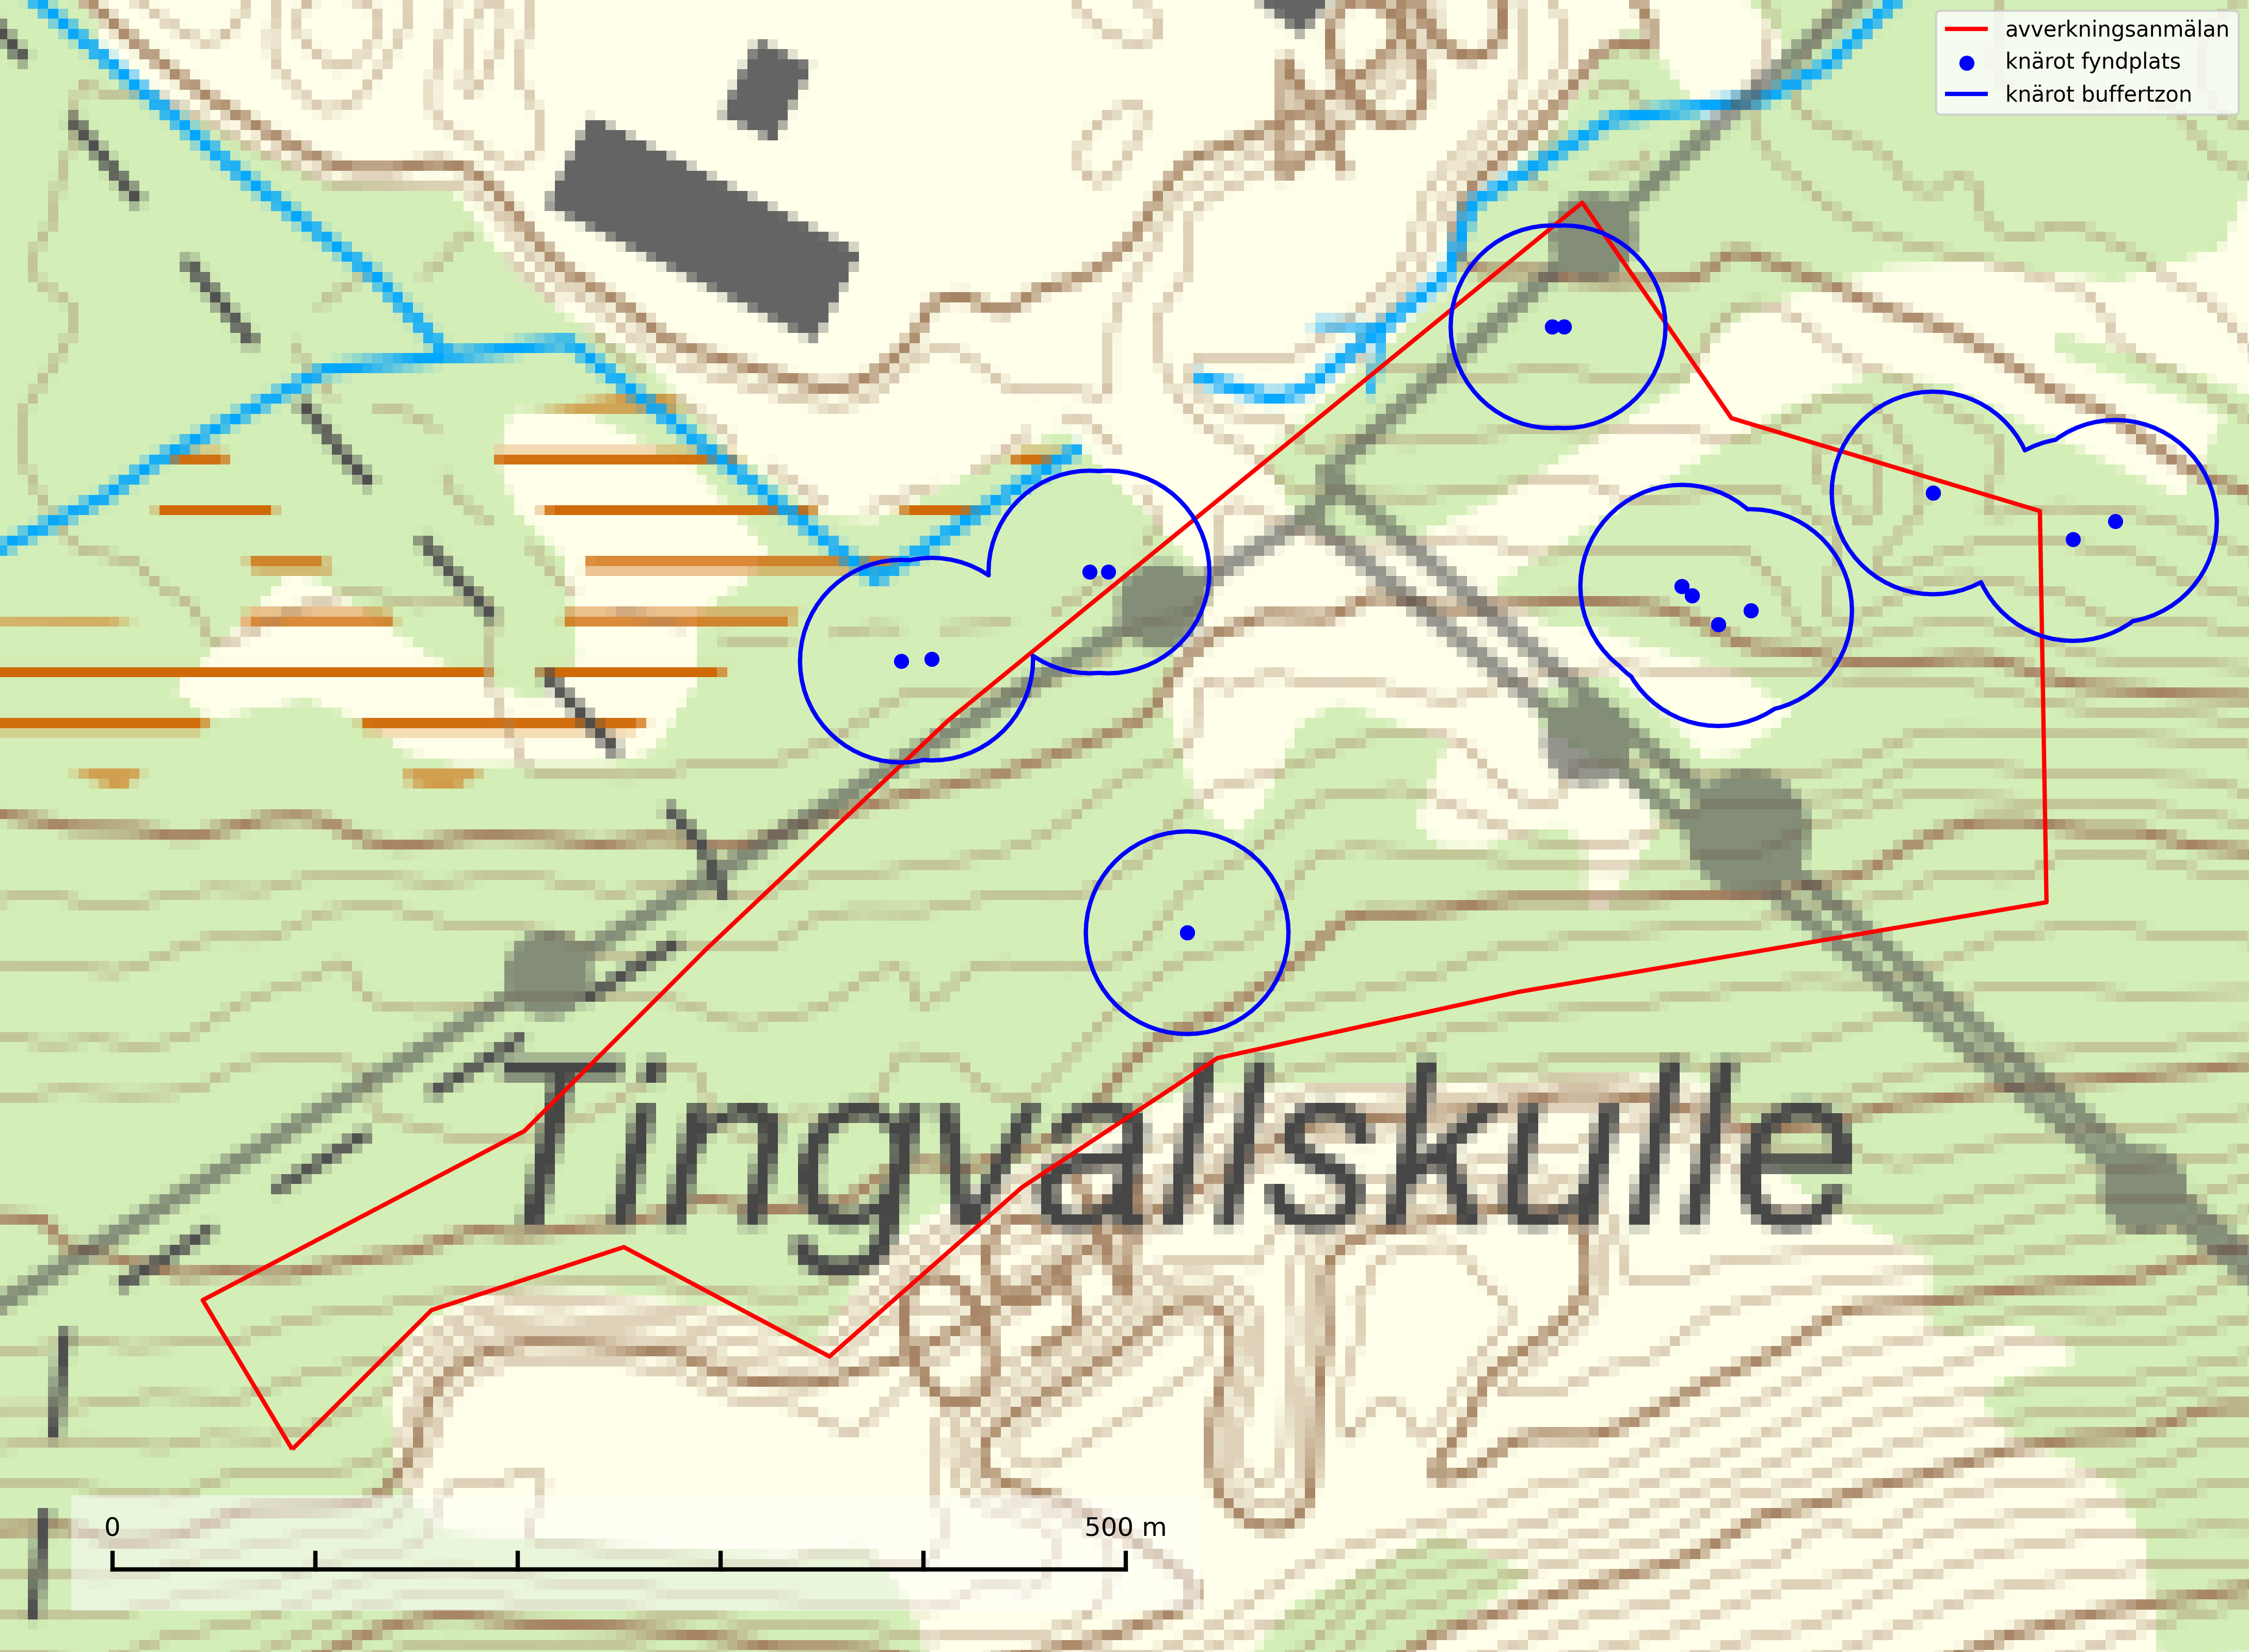 avverkningsanmälan
knärot fyndplats
knärot buffertzon
Tingvallskulle
0 500 m